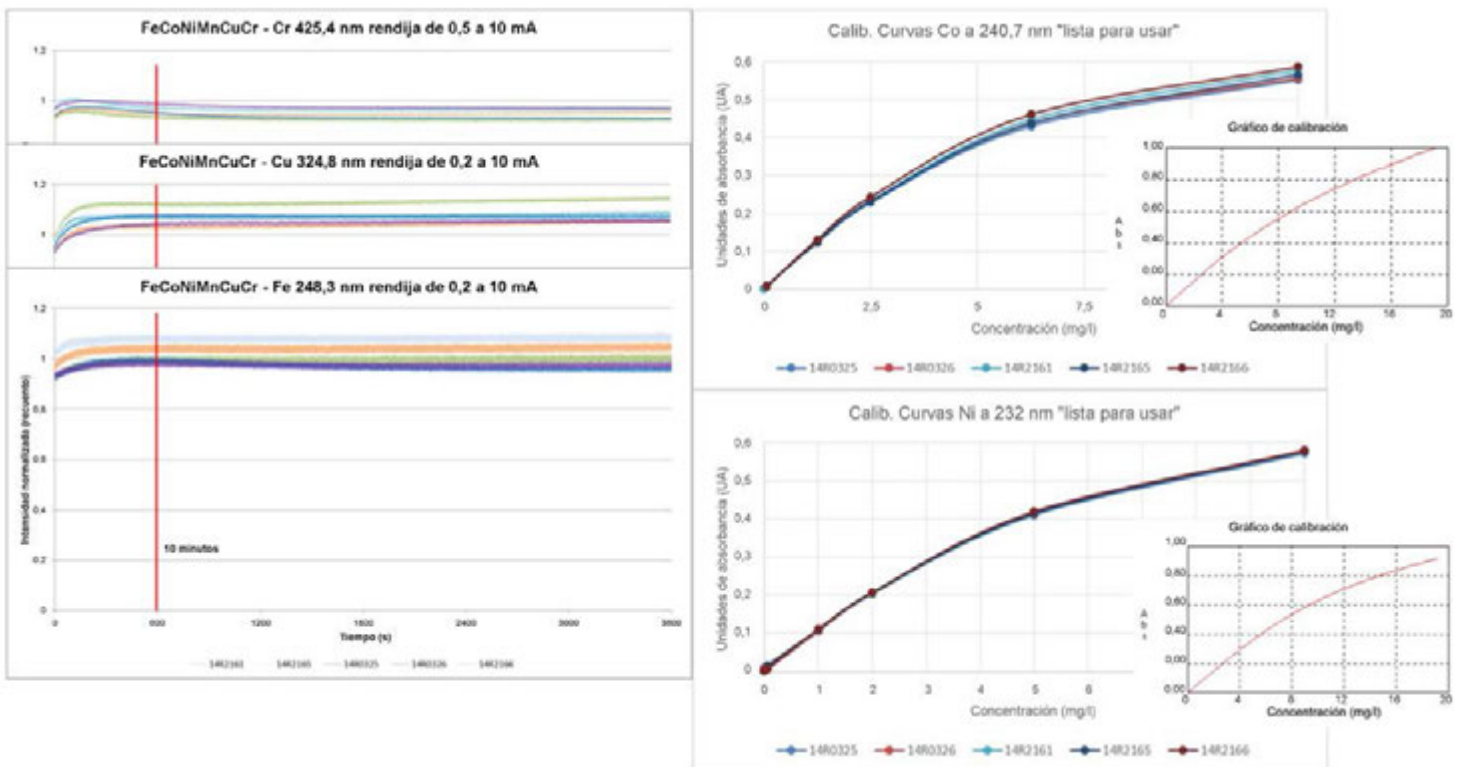 FeCoNiMnCuCr - Cr 425,4 nm rendija de 0,5 a 10 mA
1,2
1
FeCoNiMnCuCr - Cu 324,8 nm rendija de 0,2 a 10 mA
1,2
1
FeCoNiMnCuCr - Fe 248,3 nm rendija de 0,2 a 10 mA
1,2
1
0,8
0,6
0,4
0,2
0
Intensidad normalizada (recuento)
10 minutos
0 600 1200 1800 2400 3000 3600
Tiempo (s)
14R2161 14R2165 14R0325 14R0326 14R2166
Calib. Curvas Co a 240,7 nm "lista para usar"
0,6
0,5
0,4
0,3
0,2
0,1
0
Unidades de absorbancia (UA)
0 2,5 5 7,5
Concentración (mg/l)
14R0325 14R0326 14R2161 14R2165 14R2166
Gráfico de calibración
1,00
0,80
0,60
0,40
0,00
0,00
Abs
4 8 12 16 20
Concentración (mg/l)
Calib. Curvas Ni a 232 nm "lista para usar"
0,6
0,5
0,4
0,3
0,2
0,1
0
Unidades de absorbancia (UA)
0 1 2 3 4 5 6
Concentración (mg/l)
14R0325 14R0326 14R2161 14R2165 14R2166
Gráfico de calibración
1,00
0,80
0,60
0,40
0,00
0,00
Abs
4 8 12 16 20
Concentración (mg/l)